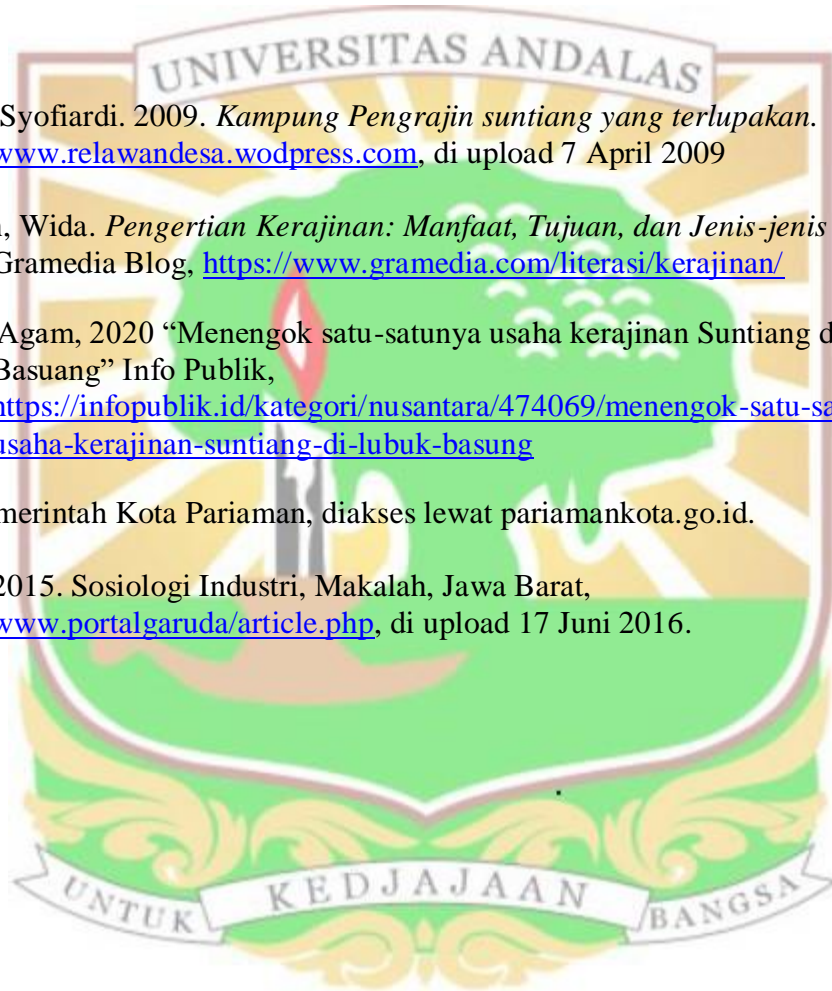 UNIVERSITAS ANDALAS
Syofiardi. 2009. Kampung Pengrajin suntiang yang terlupakan.
www.relawandesa.wodpress.com, di upload 7 April 2009
, Wida. Pengertian Kerajinan: Manfaat, Tujuan, dan Jenis-jenis
Gramedia Blog, https://www.gramedia.com/literasi/kerajinan/
Agam, 2020 “Menengok satu-satunya usaha kerajinan Suntiang d
Basuang” Info Publik,
https://infopublik.id/kategori/nusantara/474069/menengok-satu-sa
usaha-kerajinan-suntiang-di-lubuk-basung
merintah Kota Pariaman, diakses lewat pariamankota.go.id.
2015. Sosiologi Industri, Makalah, Jawa Barat,
www.portalgaruda/article.php, di upload 17 Juni 2016.
.
UNTUK KEDJAJAAN BANGSA